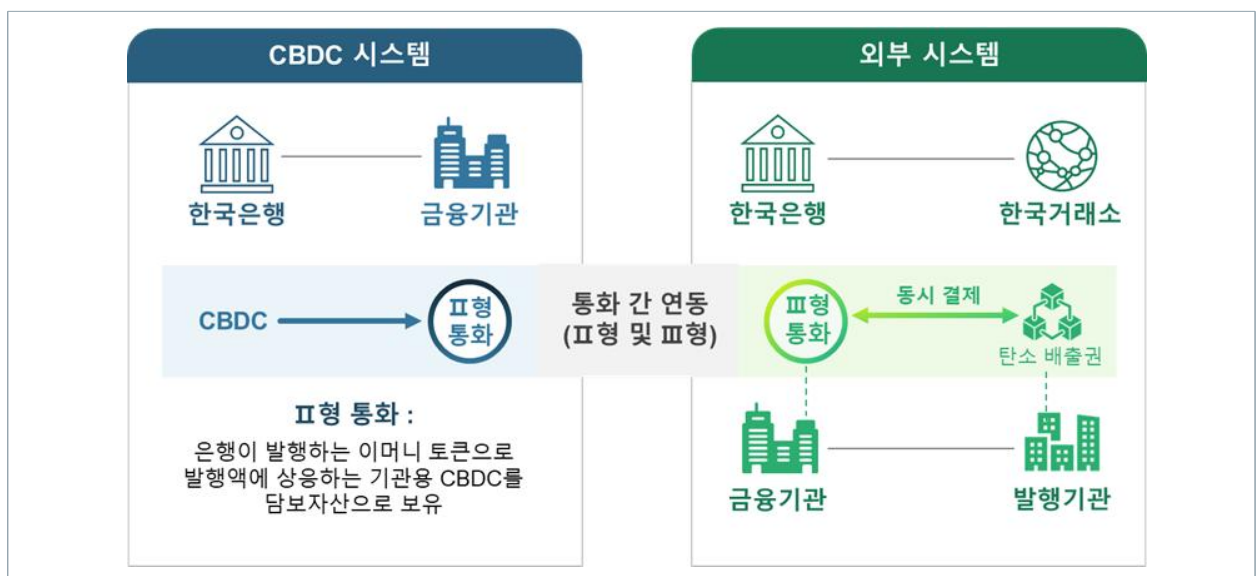 CBDC 시스템
한국은행
금융기관
CBDC
Ⅱ형
통화
Ⅱ형 통화 :
은행이 발행하는 이머니 토큰으로
발행액에 상응하는 기관용 CBDC를
담보자산으로 보유
통화 간 연동
(Ⅱ형 및 Ⅲ형)
외부 시스템
한국은행
한국거래소
Ⅲ형
통화
동시 결제
탄소 배출권
금융기관
발행기관